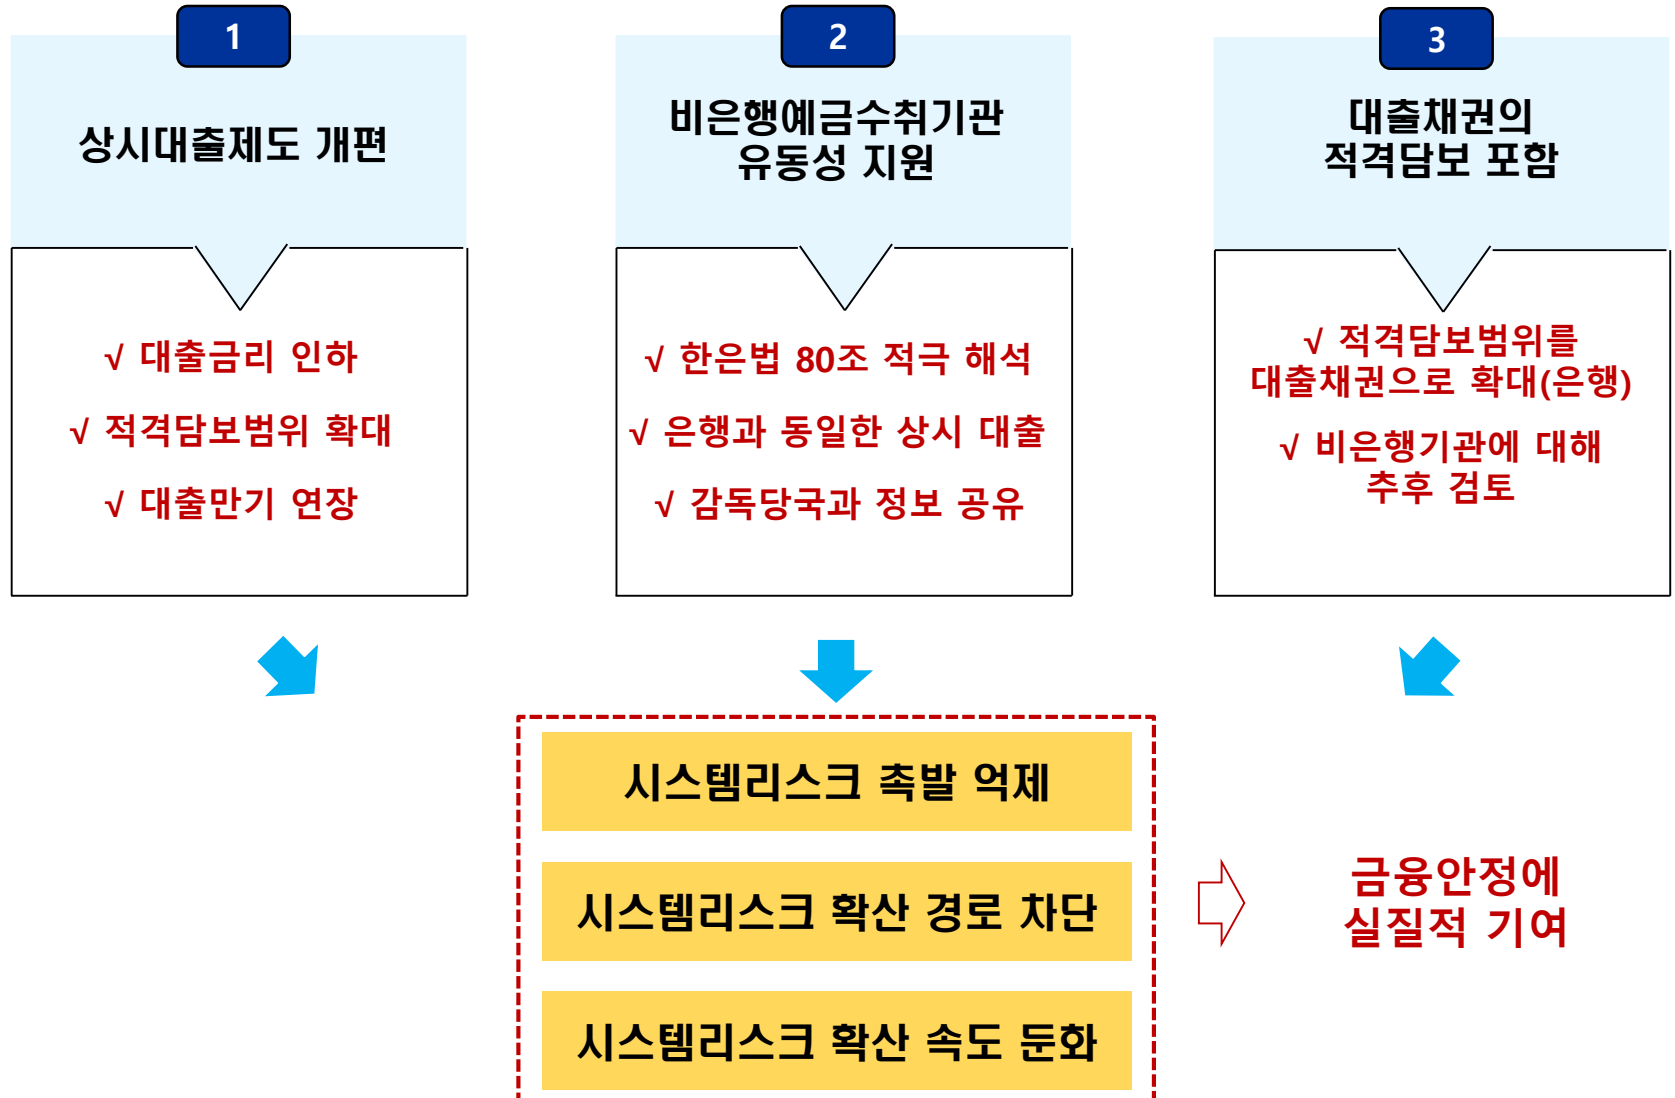 1
상시대출제도 개편
√ 대출금리 인하
√ 적격담보범위 확대
√ 대출만기 연장
2
비은행예금수취기관
유동성 지원
√ 한은법 80조 적극 해석
√ 은행과 동일한 상시 대출
√ 감독당국과 정보 공유
3
대출채권의
적격담보 포함
√ 적격담보범위를
대출채권으로 확대(은행)
√ 비은행기관에 대해
추후 검토
시스템리스크 촉발 억제
시스템리스크 확산 경로 차단
시스템리스크 확산 속도 둔화
금융안정에
실질적 기여